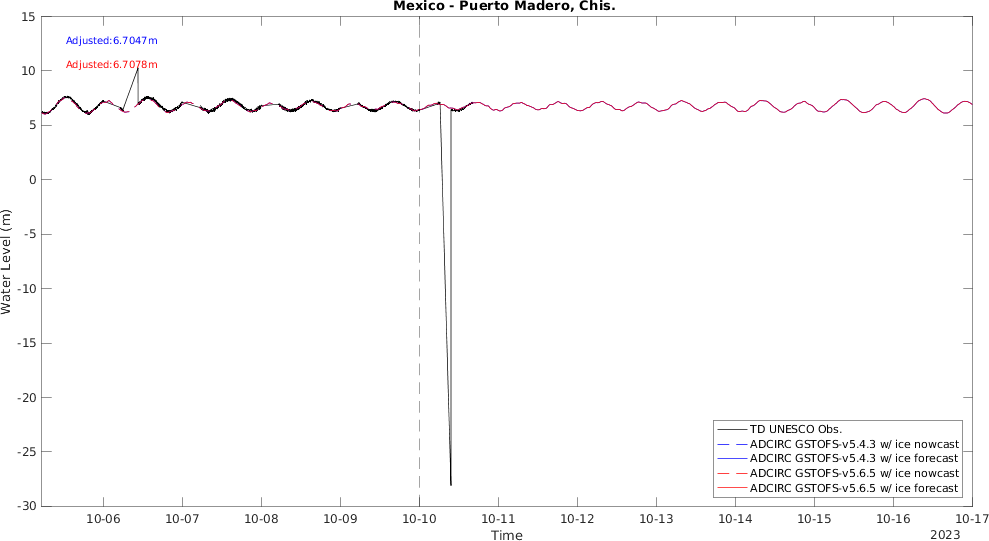 Mexico - Puerto Madero, Chis.
Adjusted:6.7047m
Adjusted:6.7078m
15
10
5
0
-5
-10
-15
-20
-25
-30
Water Level (m)
10-06 10-07 10-08 10-09 10-10 10-11 10-12 10-13 10-14 10-15 10-16 10-17
Time
2023
TD UNESCO Obs.
ADCIRC GSTOFS-v5.4.3 w/ ice nowcast
ADCIRC GSTOFS-v5.4.3 w/ ice forecast
ADCIRC GSTOFS-v5.6.5 w/ ice nowcast
ADCIRC GSTOFS-v5.6.5 w/ ice forecast